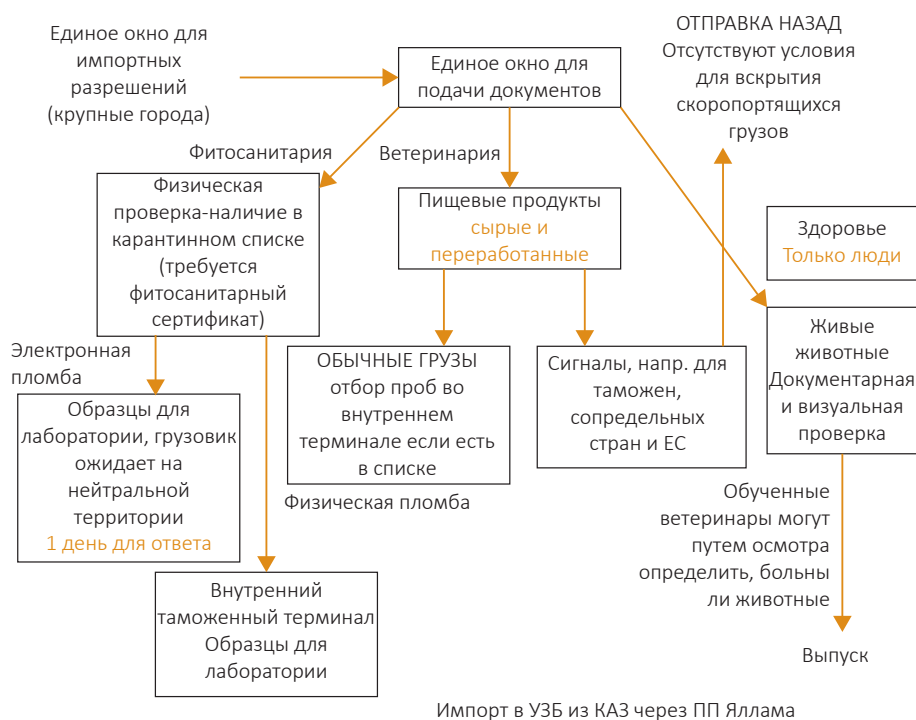 Единое окно для
импортных
разрешений
(крупные города)
Единое окно для
подачи документов
ОТПРАВКА НАЗАД
Отсутствуют условия
для вскрытия
скоропортящихся
грузов
Фитосанитария
Ветеринария
Физическая
проверка-наличие в
карантинном списке
(требуется
фитосанитарный
сертификат)
Пищевые продукты
сырые и
переработанные
Здоровье
Только люди
Электронная
пломба
Образцы для
лаборатории, грузовик
ожидает на
нейтральной
территории
1 день для ответа
ОБЫЧНЫЕ ГРУЗЫ
отбор проб во
внутреннем
терминале если есть
в списке
Физическая пломба
Сигналы, напр. для
таможен,
сопредельных
стран и ЕС
Живые
животные
Документарная
и визуальная
проверка
Обученные
ветеринары могут
путем осмотра
определить, больны
ли животные
Внутренний
таможенный терминал
Образцы для
лаборатории
Выпуск
Импорт в УЗБ из КАЗ через ПП Яллама